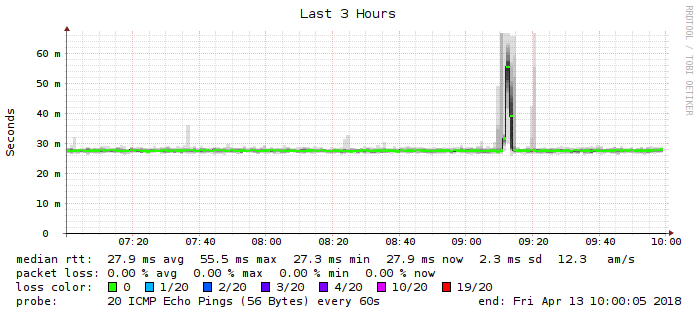 Last 3 Hours
RRDTOOL / TOBI OETIKER
Seconds
60 m
50 m
40 m
30 m
20 m
10 m
0
07:20 07:40 08:00 08:20 08:40 09:00 09:20 09:40 10:00
median rtt: 27.9 ms avg 55.5 ms max 27.3 ms min 27.9 ms now 2.3 ms sd 12.3 am/s
packet loss: 0.00 % avg 0.00 % max 0.00 % min 0.00 % now
loss color: 0 1/20 2/20 3/20 4/20 10/20 19/20
probe: 20 ICMP Echo Pings (56 Bytes) every 60s end: Fri Apr 13 10:00:05 2018